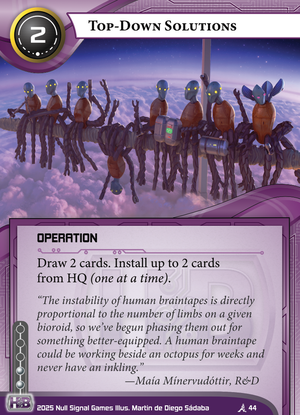 2
Top-Down Solutions
OPERATION
Draw 2 cards. Install up to 2 cards
from HQ (one at a time).
“The instability of human braintapes is directly
proportional to the number of limbs on a given
bioroid, so we’ve begun phasing them out for
something better-equipped. A human braintape
could be working beside an octopus for weeks and
never have an inkling.”
—Maía Mínervudóttir, R&D
HB
2025 Null Signal Games Illus. Martin de Diego Sádaba 44